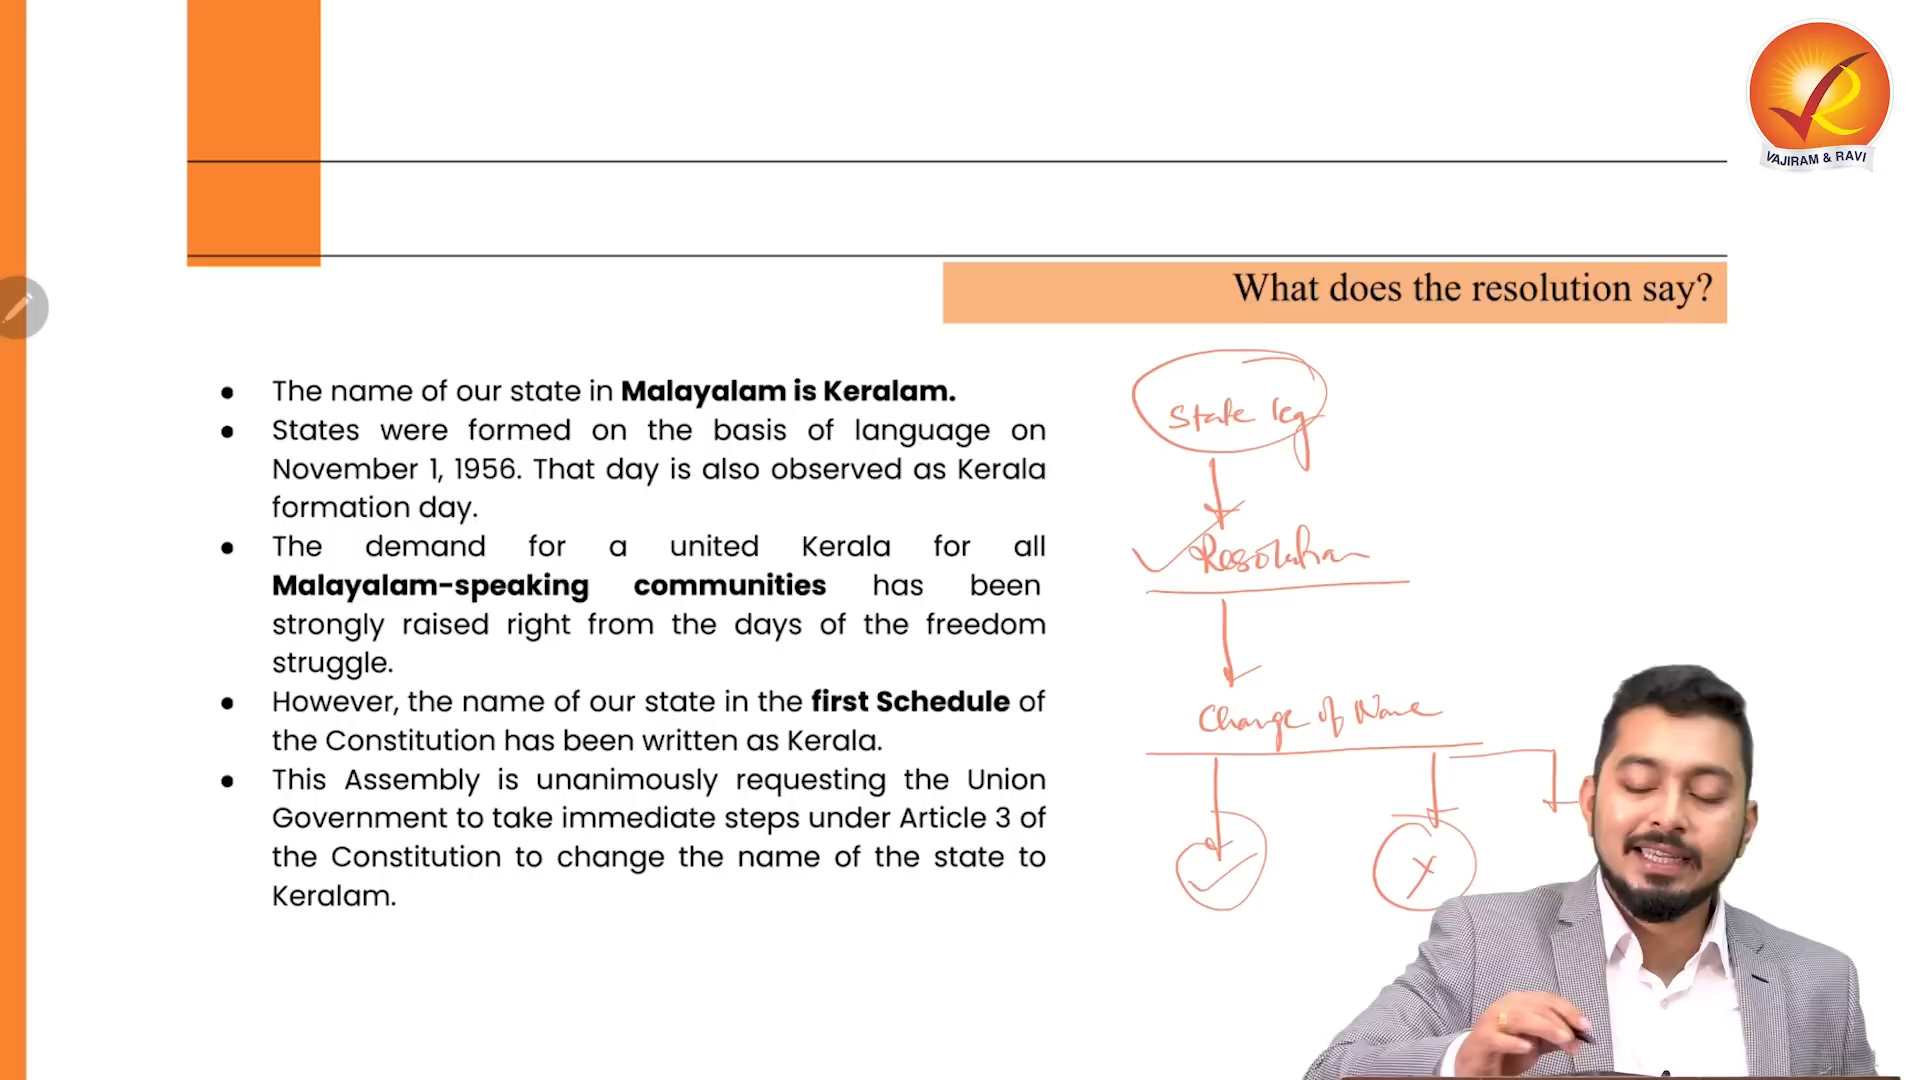 VAJIRAM & RAVI
What does the resolution say?
● The name of our state in Malayalam is Keralam.
● States were formed on the basis of language on
November 1, 1956. That day is also observed as Kerala
formation day.
● The demand for a united Kerala for all
Malayalam-speaking communities has been
strongly raised right from the days of the freedom
struggle.
● However, the name of our state in the first Schedule of
the Constitution has been written as Kerala.
● This Assembly is unanimously requesting the Union
Government to take immediate steps under Article 3 of
the Constitution to change the name of the state to
Keralam.
State leg
Resolution
Change of Name